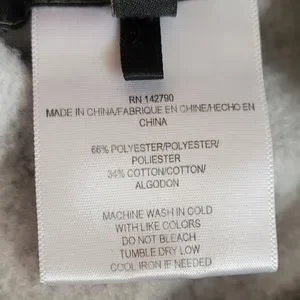 RN 142790
MADE IN CHINA/FABRIQUE EN CHINE/HECHO EN
CHINA
66% POLYESTER/POLYESTER/
POLIESTER
34% COTTON/COTTON/
ALGODON
MACHINE WASH IN COLD
WITH LIKE COLORS
DO NOT BLEACH
TUMBLE DRY LOW
COOL IRON IF NEEDED